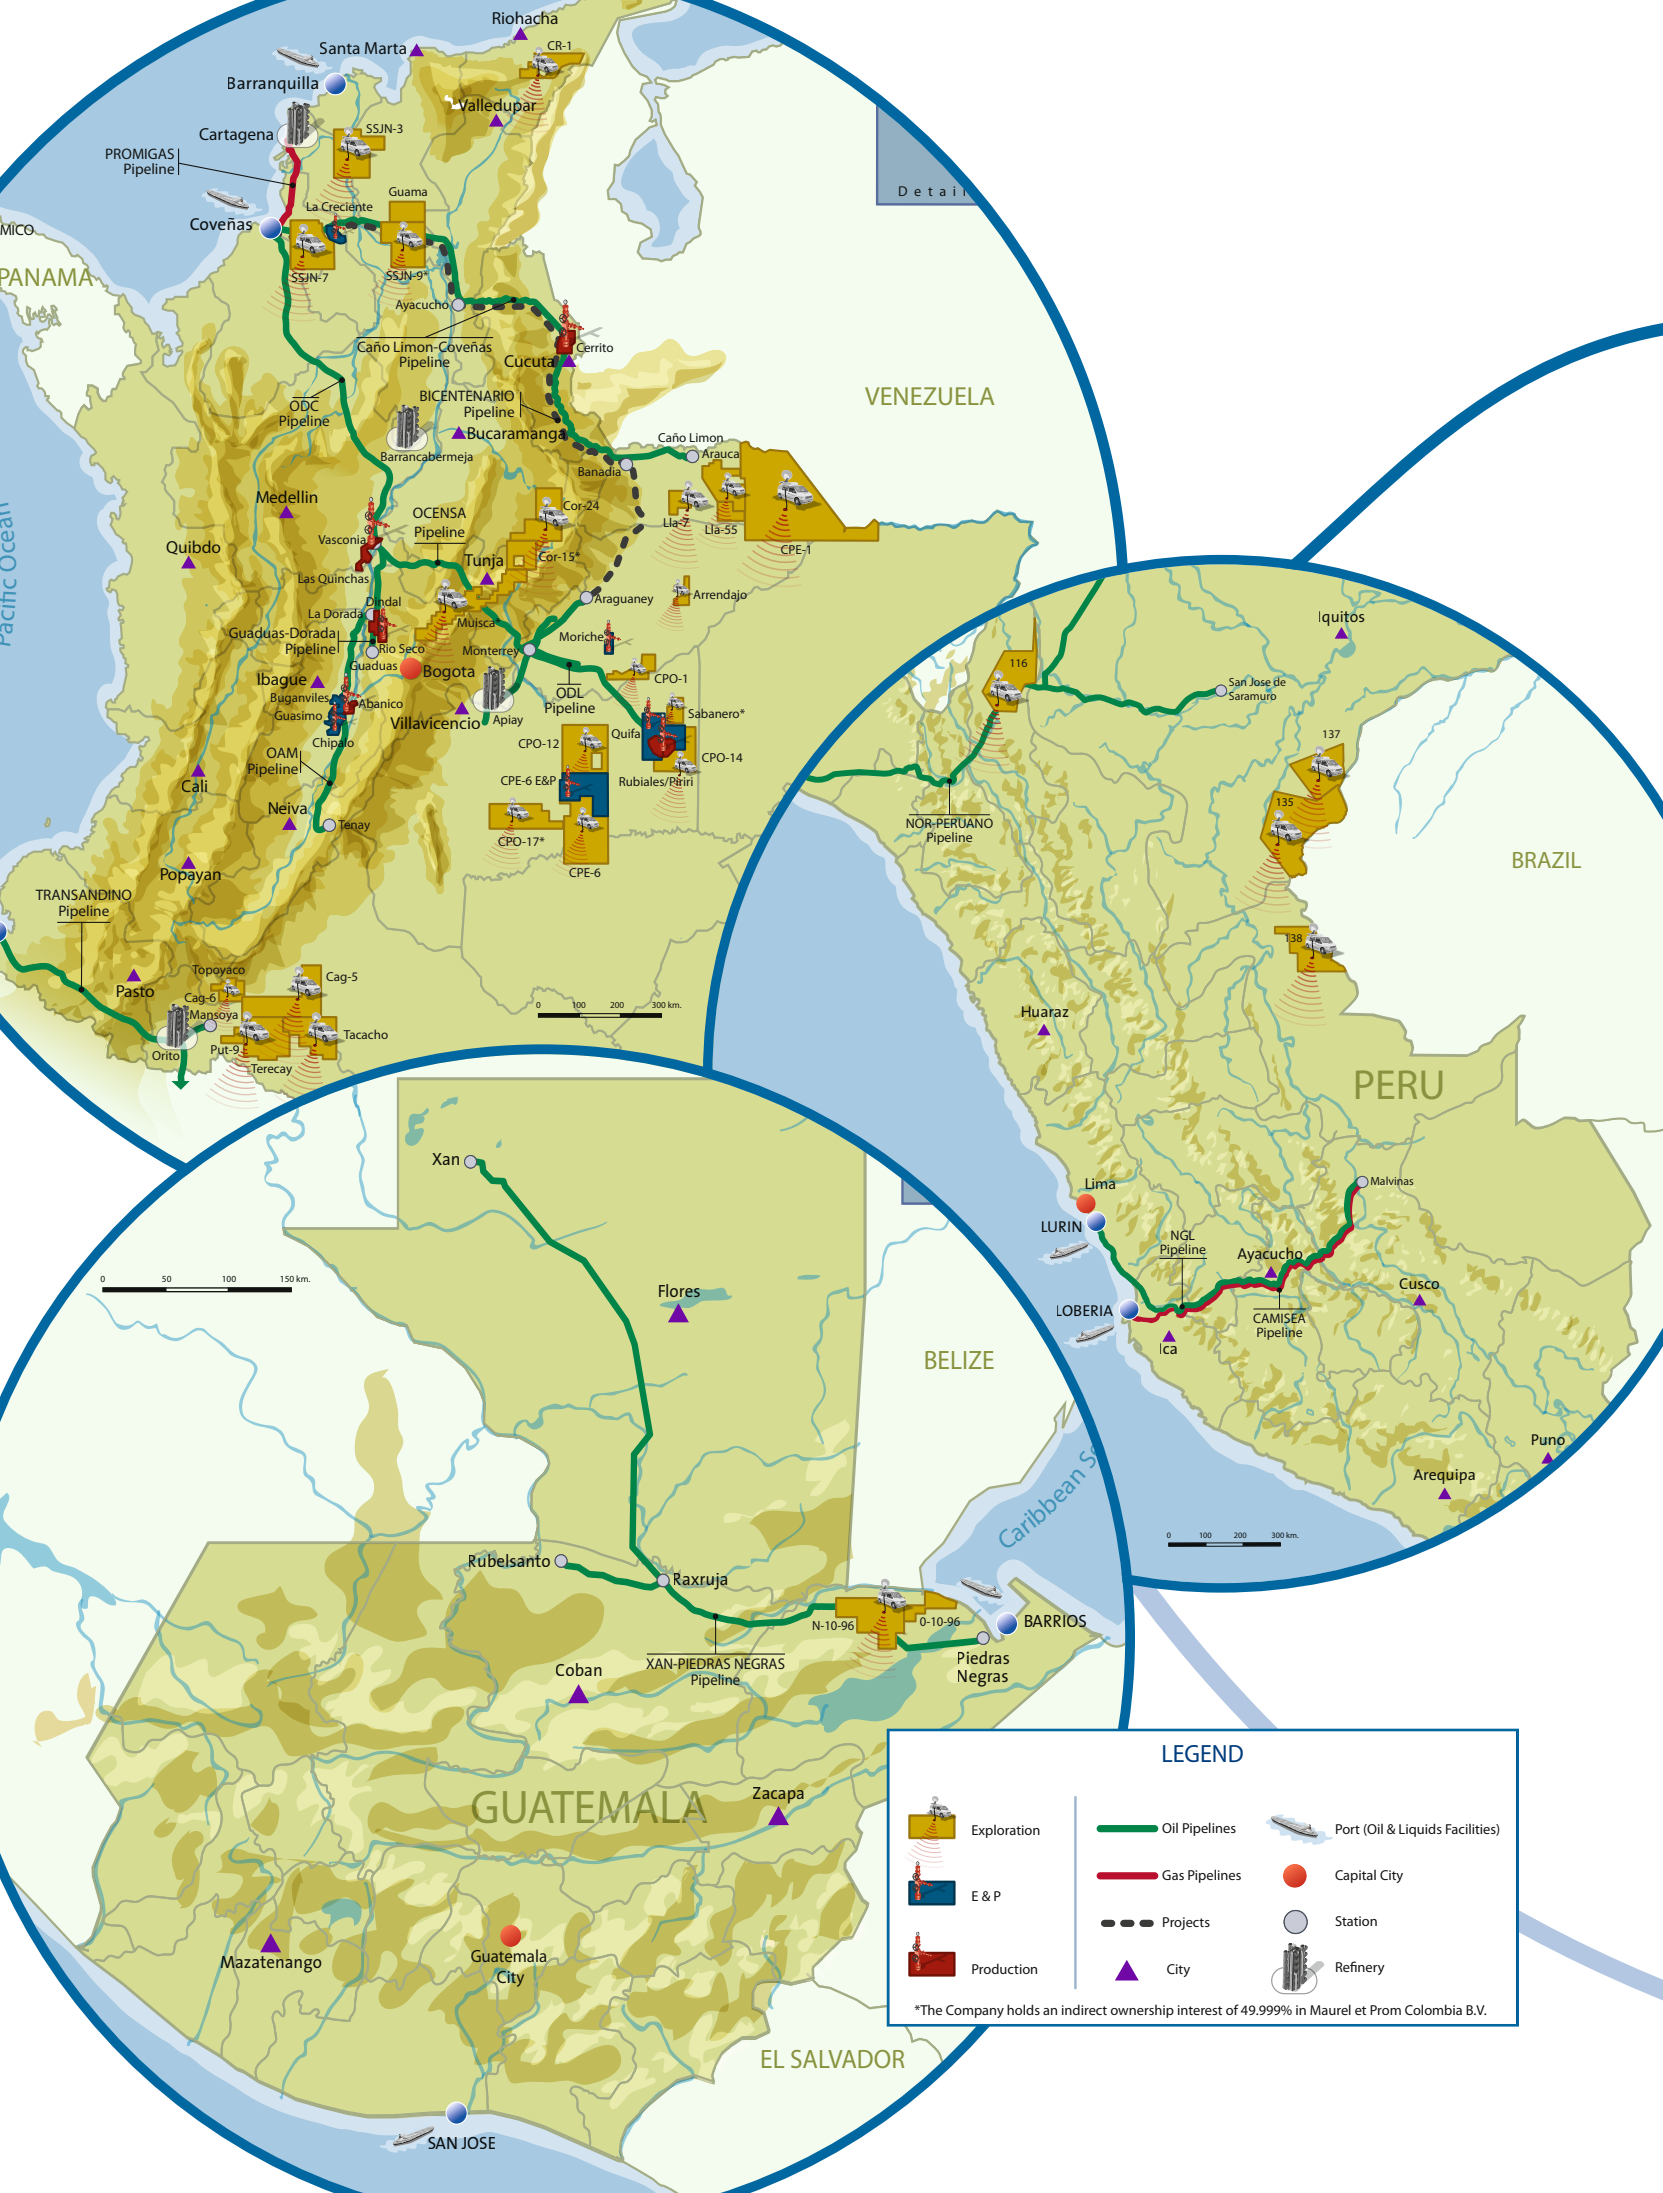 Riohacha
Santa Marta
CR-1
Barranquilla
Valledupar
Cartagena
SSJN-3
PROMIGAS
Pipeline
Detail
Guama
La Creciente
Coveñas
MICO
PANAMA
SSJN-7
SSJN-9*
Ayacucho
Caño Limon-Coveñas
Pipeline
Cerrito
Cucuta
VENEZUELA
BICENTENARIO
Pipeline
ODC
Pipeline
Bucaramanga
Caño Limon
Arauca
Barrancabermeja
Banadia
Medellin
Cor-24
OCENSA
Pipeline
Lla-7
Lla-55
CPE-1
Pacific Ocean
Vasconia
Quibdo
Cor-15*
Tunja
Las Quinchas
Dindal
La Dorada
Araguaney
Arrendajo
Guaduas-Dorada
Pipeline
Muisca*
Moriche
Rio Seco
Monterrey
Guaduas
Bogota
Ibague
CPO-1
Buganviles
Abanico
ODL
Pipeline
Guasimo
Villavicencio
Apiay
Sabanero*
Chipalo
Quifa
CPO-12
OAM
Pipeline
CPO-14
CPE-6 E&P
Rubiales/Piriri
Cali
Neiva
Tenay
CPO-17*
CPE-6
Popayan
TRANSANDINO
Pipeline
Topoyaco
Cag-5
Pasto
Cag-6
Mansoya
Orito
Put-9
Tacacho
Terecay
0 100 200 300 km.
Iquitos
116
San Jose de
Saramuro
137
135
NOR-PERUANO
Pipeline
BRAZIL
138
Huaraz
PERU
Malvinas
Lima
LURIN
NGL
Pipeline
Ayacucho
Cusco
LOBERIA
CAMISEA
Pipeline
Ica
Puno
Arequipa
0 100 200 300 km.
Xan
0 50 100 150 km.
Flores
BELIZE
Caribbean Se
Rubelsanto
Raxruja
N-10-96
0-10-96
BARRIOS
XAN-PIEDRAS NEGRAS
Pipeline
Piedras
Negras
Coban
GUATEMALA
Zacapa
Mazatenango
Guatemala
City
EL SALVADOR
SAN JOSE
LEGEND
Exploration
Oil Pipelines
Port (Oil & Liquids Facilities)
Gas Pipelines
Capital City
E & P
Projects
Station
Production
City
Refinery
*The Company holds an indirect ownership interest of 49.999% in Maurel et Prom Colombia B.V.